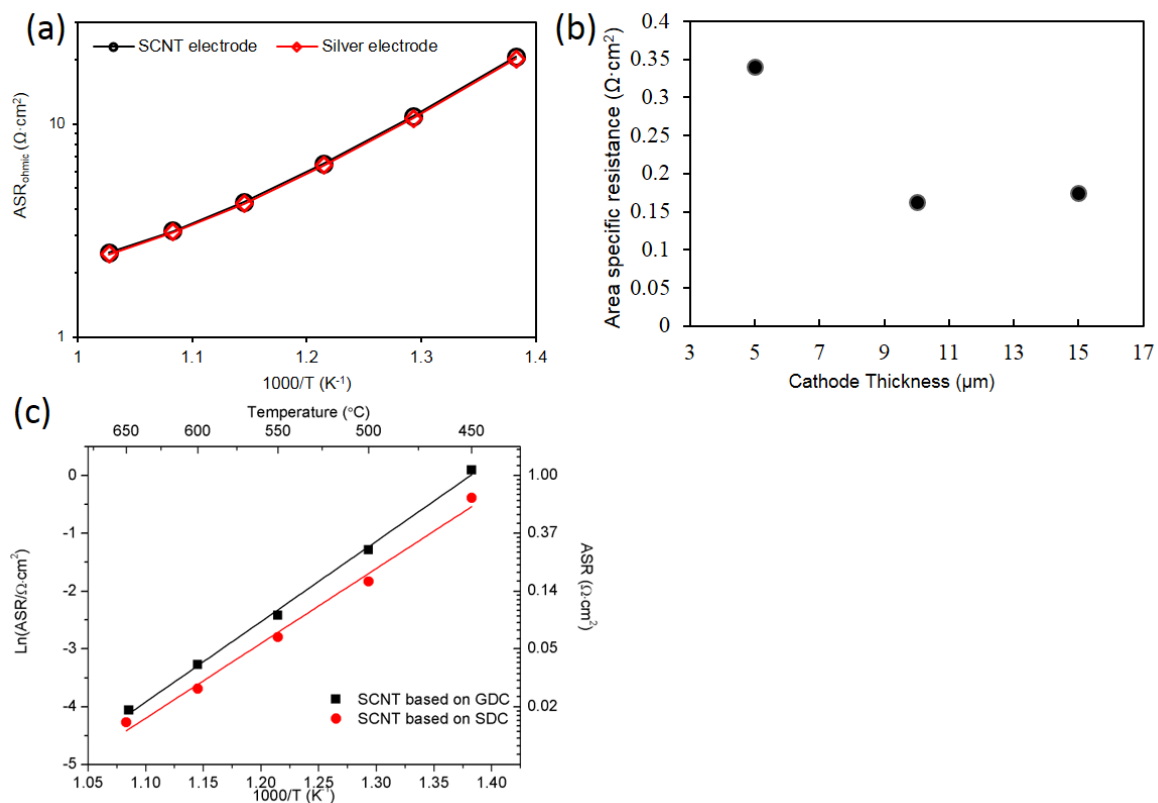 (a)
SCNT electrode
Silver electrode
ASRohmic (Ω·cm²)
10
1
1 1.1 1.2 1.3 1.4
1000/T (K⁻¹)
(b)
Area specific resistance (Ω·cm²)
0.4
0.35
0.3
0.25
0.2
0.15
0.1
0.05
0
3 5 7 9 11 13 15 17
Cathode Thickness (μm)
(c)
Temperature (°C)
650 600 550 500 450
Ln(ASR/Ω·cm²)
0
-1
-2
-3
-4
-5
1.00
0.37
0.14
0.05
0.02
ASR (Ω·cm²)
SCNT based on GDC
SCNT based on SDC
1.05 1.10 1.15 1.20 1.25 1.30 1.35 1.40
1000/T (K⁻¹)